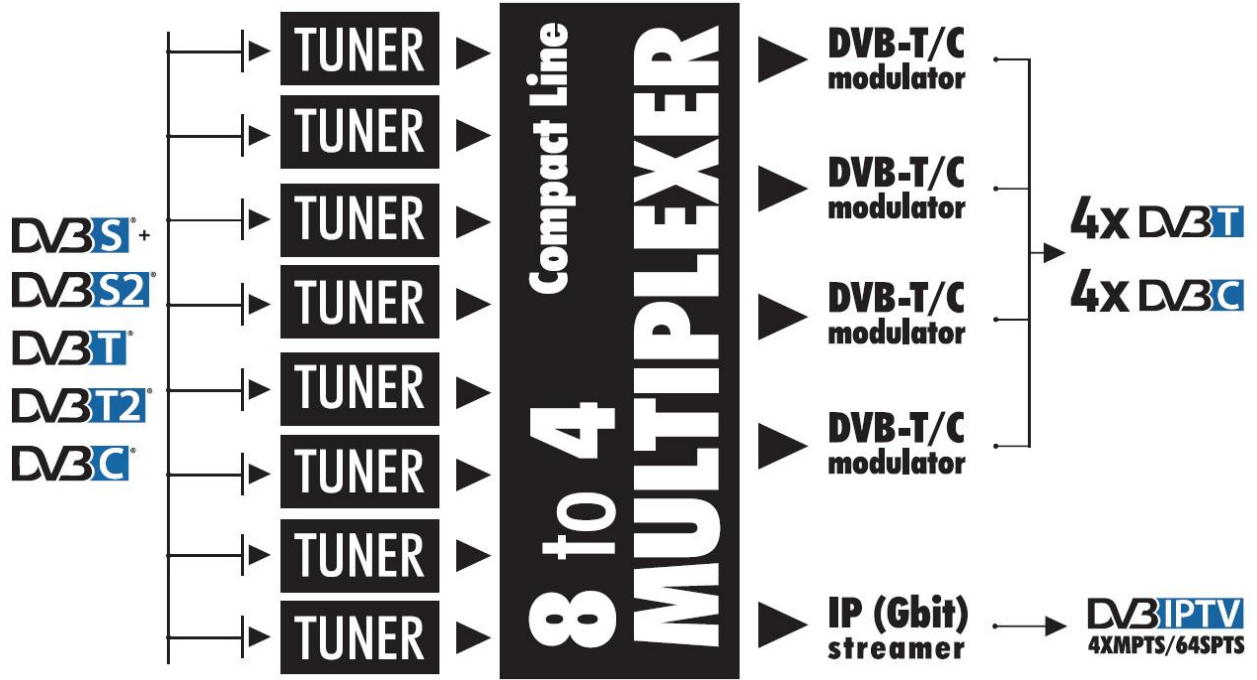 DVB S® +
DVB S2®
DVB T®
DVB T2®
DVB C®
TUNER
TUNER
TUNER
TUNER
TUNER
TUNER
TUNER
TUNER
8 to 4 Compact Line
MULTIPLEXER
DVB-T/C
modulator
DVB-T/C
modulator
DVB-T/C
modulator
DVB-T/C
modulator
IP (Gbit)
streamer
4x DVB T
4x DVB C
DVB IPTV
4XMPTS/64SPTS